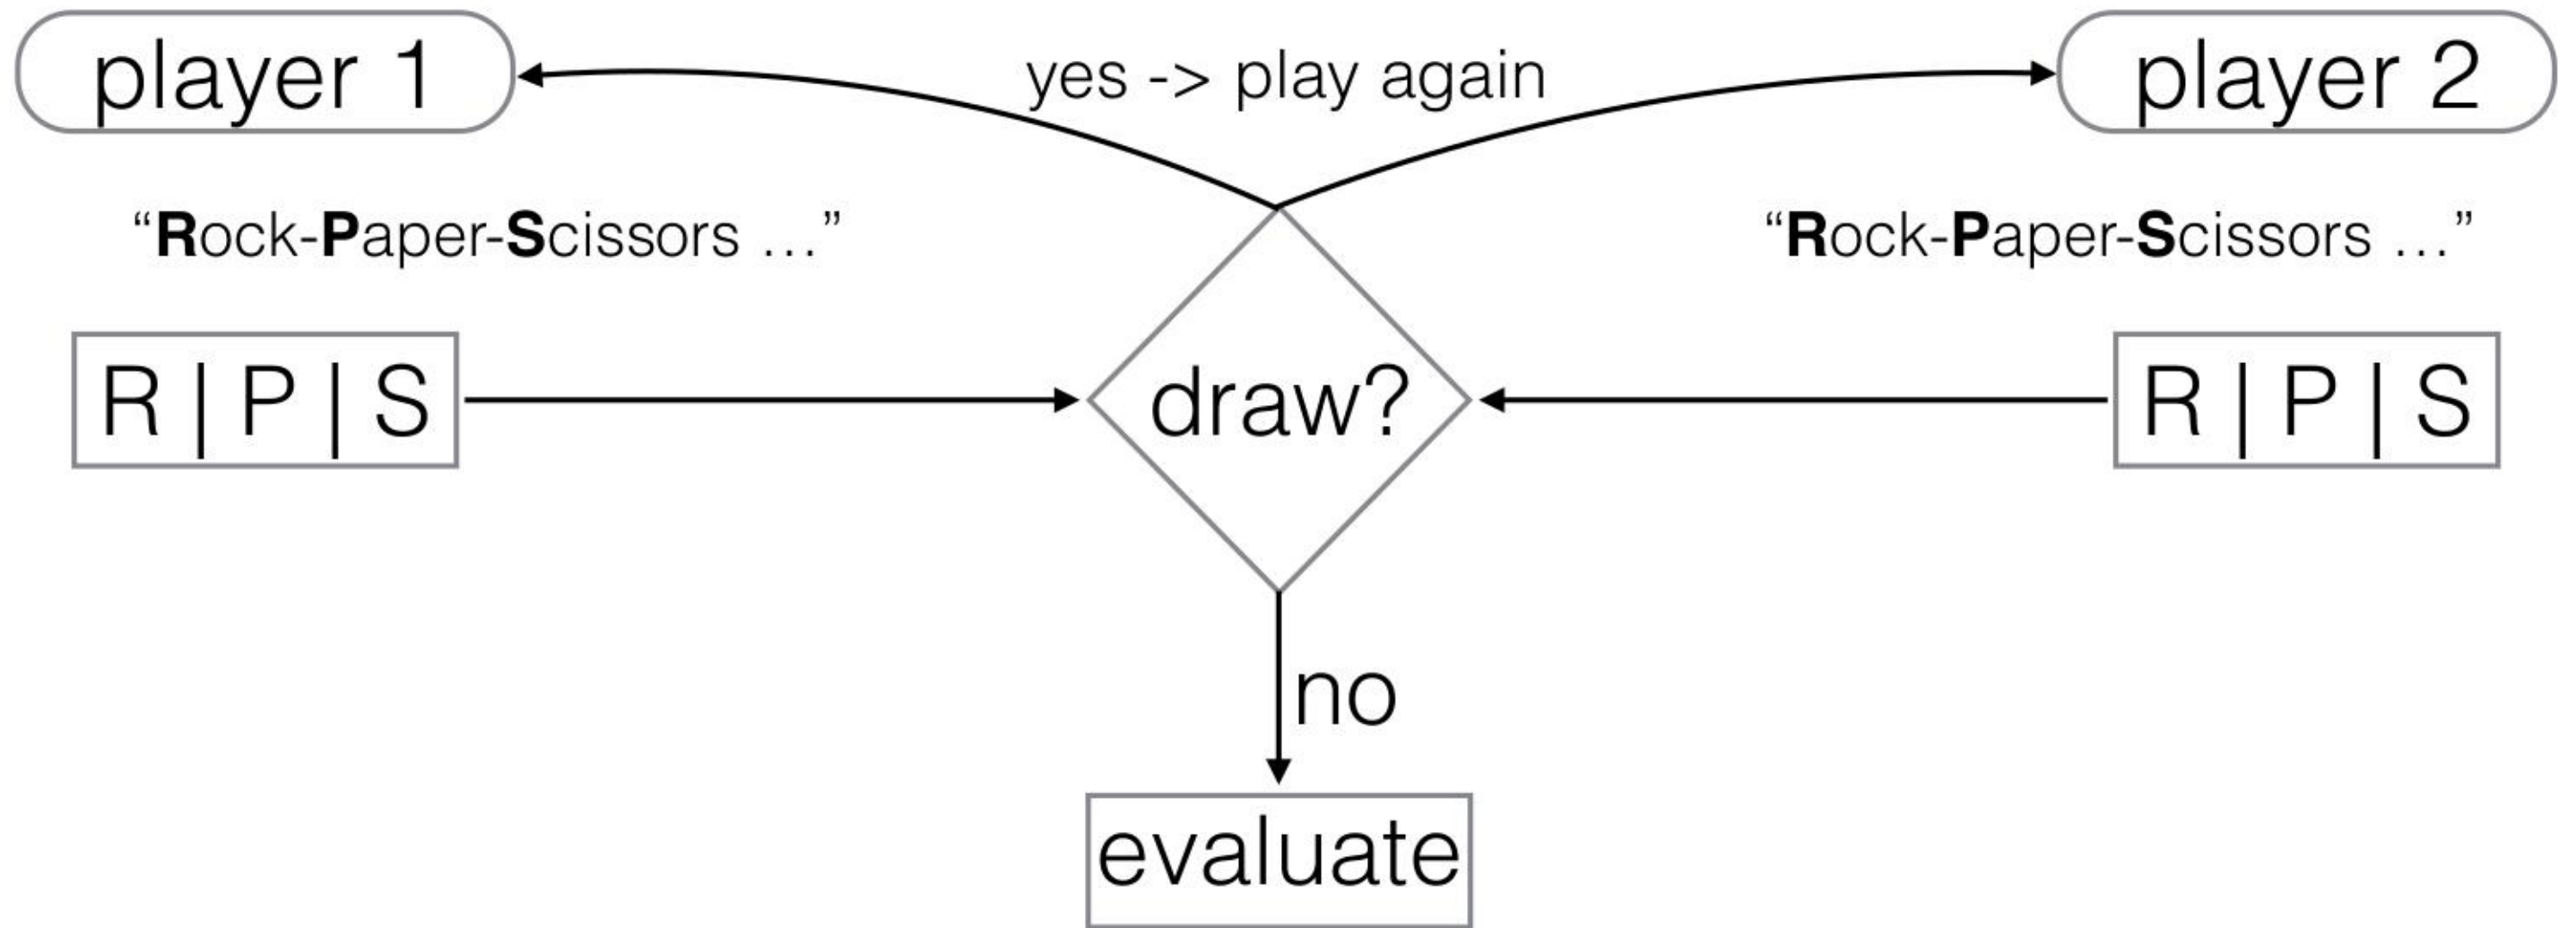 player 1
yes -> play again
player 2
“Rock-Paper-Scissors …”
“Rock-Paper-Scissors …”
R | P | S
draw?
R | P | S
no
evaluate